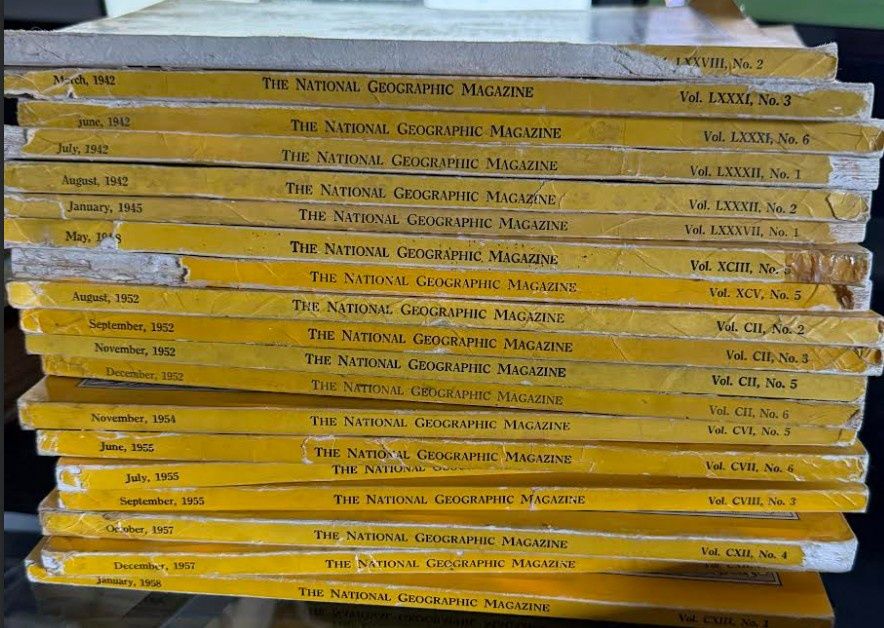 LXXVIII, No. 2
March, 1942 THE NATIONAL GEOGRAPHIC MAGAZINE Vol. LXXXI, No. 3
june, 1942 THE NATIONAL GEOGRAPHIC MAGAZINE Vol. LXXXI, No. 6
July, 1942 THE NATIONAL GEOGRAPHIC MAGAZINE Vol. LXXXII, No. 1
August, 1942 THE NATIONAL GEOGRAPHIC MAGAZINE Vol. LXXXII, No. 2
January, 1945 THE NATIONAL GEOGRAPHIC MAGAZINE Vol. LXXXVII, No. 1
May, 1948 THE NATIONAL GEOGRAPHIC MAGAZINE Vol. XCIII, No.
THE NATIONAL GEOGRAPHIC MAGAZINE Vol. XCV, No. 5
August, 1952 THE NATIONAL GEOGRAPHIC MAGAZINE Vol. CII, No. 2
September, 1952 THE NATIONAL GEOGRAPHIC MAGAZINE Vol. CII, No. 3
November, 1952 THE NATIONAL GEOGRAPHIC MAGAZINE Vol. CII, No. 5
December, 1952 THE NATIONAL GEOGRAPHIC MAGAZINE Vol. CII, No. 6
November, 1954 THE NATIONAL GEOGRAPHIC MAGAZINE Vol. CVI, No. 5
June, 1955 THE NATIONAL GEOGRAPHIC MAGAZINE Vol. CVII, No. 6
July, 1955 THE NATIONAL
September, 1955 THE NATIONAL GEOGRAPHIC MAGAZINE Vol. CVIII, No. 3
October, 1957 THE NATIONAL GEOGRAPHIC MAGAZINE Vol. CXII, No. 4
December, 1957 THE NATIONAL GEOGRAPHIC MAGAZINE
January, 1958 THE NATIONAL GEOGRAPHIC MAGAZINE Vol. CXIII, No. 1